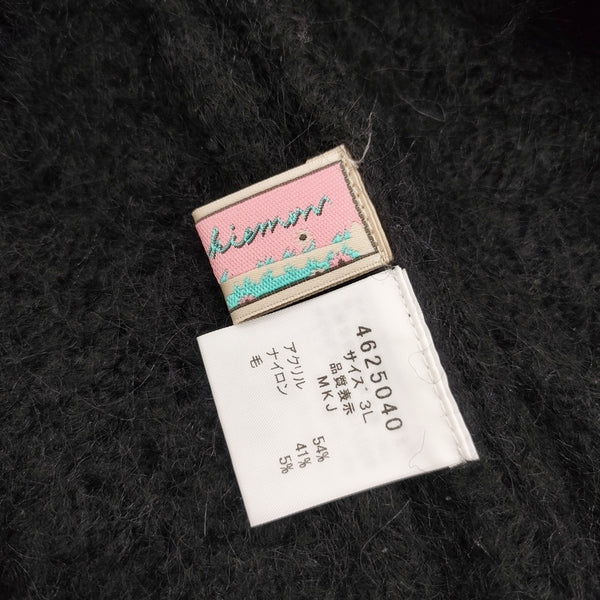 hiemon
4625040
サイズ 3L
品質表示
MKJ
アクリル 54%
ナイロン 41%
毛 5%